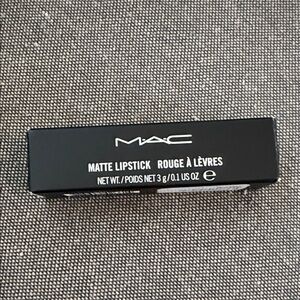 MAC
MATTE LIPSTICK ROUGE À LÈVRES
NET WT./POIDS NET 3 g/0.1 US OZ ℮